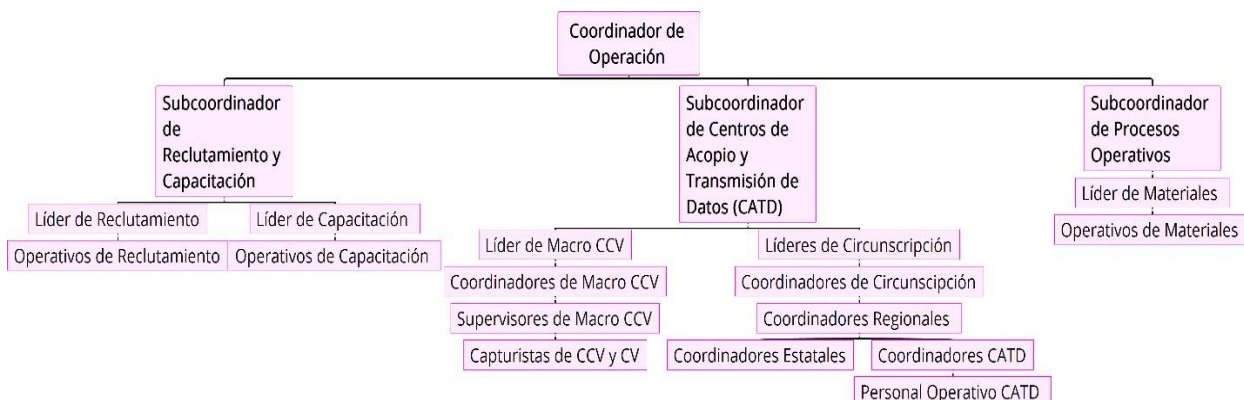 Coordinador de
Operación
Subcoordinador
de
Reclutamiento y
Capacitación
Subcoordinador
de Centros de
Acopio y
Transmisión de
Datos (CATD)
Subcoordinador
de Procesos
Operativos
Líder de Reclutamiento
Líder de Capacitación
Líder de Materiales
Operativos de Reclutamiento
Operativos de Capacitación
Operativos de Materiales
Líder de Macro CCV
Líderes de Circunscripción
Coordinadores de Macro CCV
Coordinadores de Circunscipción
Supervisores de Macro CCV
Coordinadores Regionales
Capturistas de CCV y CV
Coordinadores Estatales
Coordinadores CATD
Personal Operativo CATD